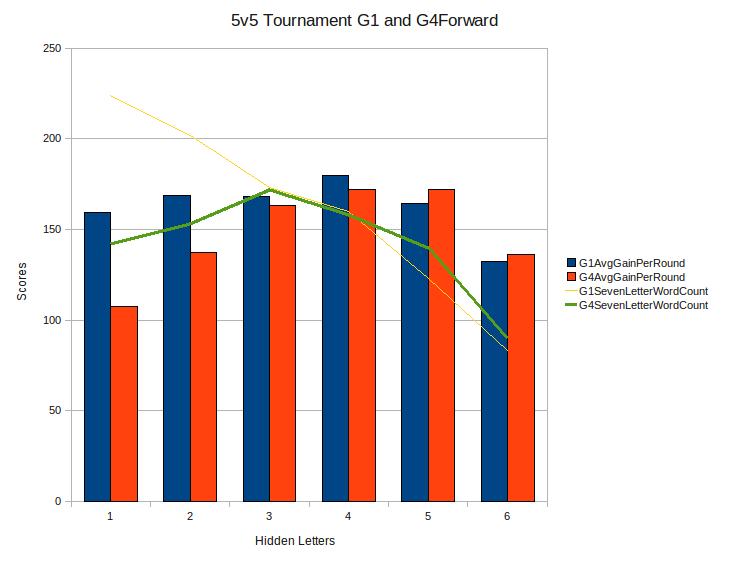 5v5 Tournament G1 and G4Forward
250
200
150
100
50
0
Scores
1 2 3 4 5 6
Hidden Letters
G1AvgGainPerRound
G4AvgGainPerRound
G1SevenLetterWordCount
G4SevenLetterWordCount